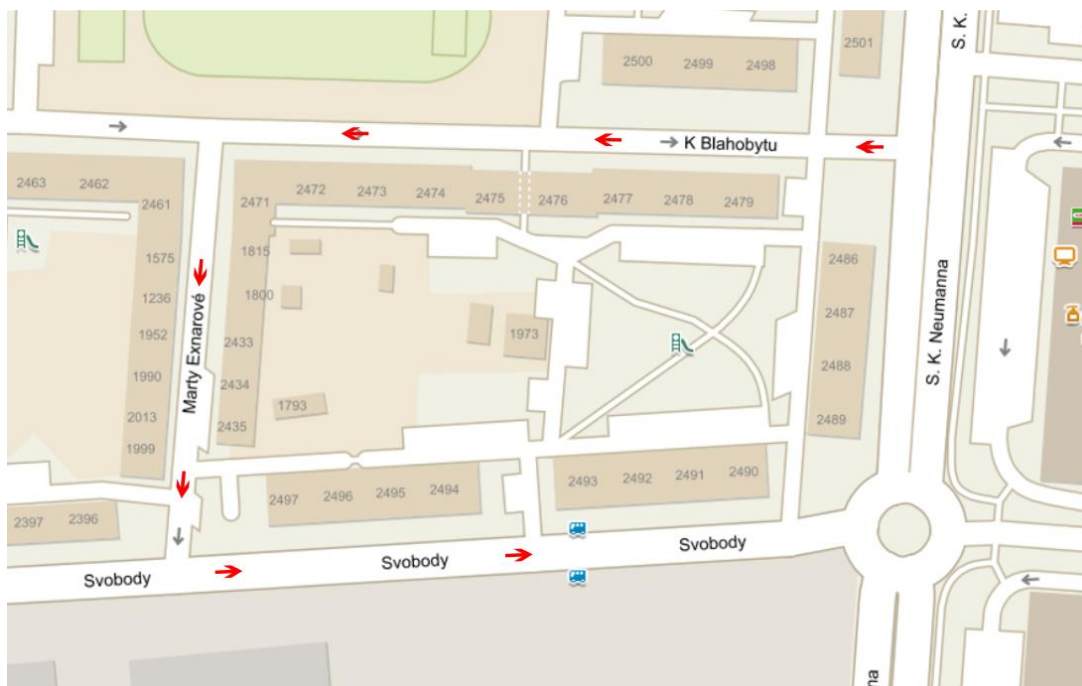 S. K.
2501
2500 2499 2498
K Blahobytu
2463 2462
2461
2471 2472 2473 2474 2475 2476 2477 2478 2479
1575
1815
2486
1236
1800
2487
1952
2433
1973
Marty Exnarové
S. K. Neumanna
1990
2434
2488
2013
1793
2435
2489
1999
2497 2496 2495 2494
2493 2492 2491 2490
2397 2396
Svobody
Svobody
Svobody
na